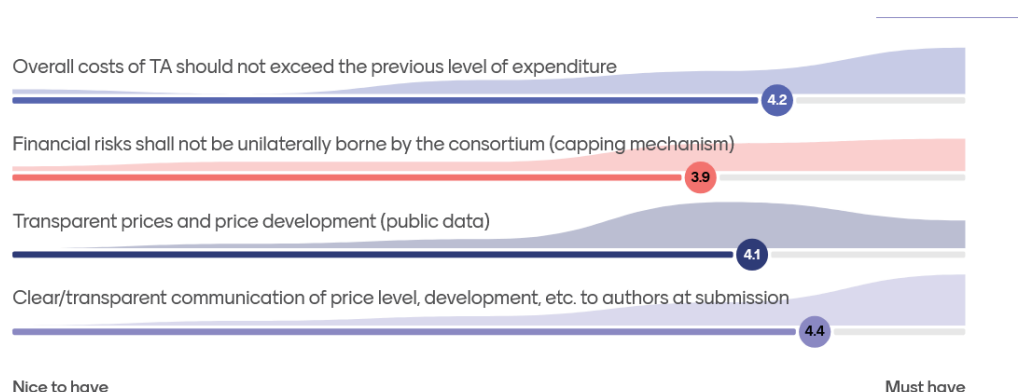 Overall costs of TA should not exceed the previous level of expenditure
4.2
Financial risks shall not be unilaterally borne by the consortium (capping mechanism)
3.9
Transparent prices and price development (public data)
4.1
Clear/transparent communication of price level, development, etc. to authors at submission
4.4
Nice to have Must have